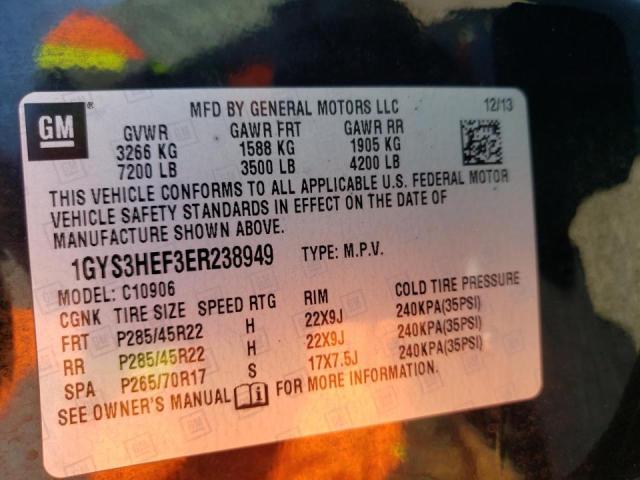 GM ®
MFD BY GENERAL MOTORS LLC 12/13
GVWR GAWR FRT GAWR RR
3266 KG 1588 KG 1905 KG
7200 LB 3500 LB 4200 LB
THIS VEHICLE CONFORMS TO ALL APPLICABLE U.S. FEDERAL MOTOR
VEHICLE SAFETY STANDARDS IN EFFECT ON THE DATE OF
MANUFACTURE SHOWN ABOVE.
1GYS3HEF3ER238949 TYPE: M.P.V.
MODEL: C10906
CGNK TIRE SIZE SPEED RTG RIM COLD TIRE PRESSURE
FRT P285/45R22 H 22X9J 240KPA(35PSI)
RR P285/45R22 H 22X9J 240KPA(35PSI)
SPA P265/70R17 S 17X7.5J 240KPA(35PSI)
SEE OWNER'S MANUAL FOR MORE INFORMATION.